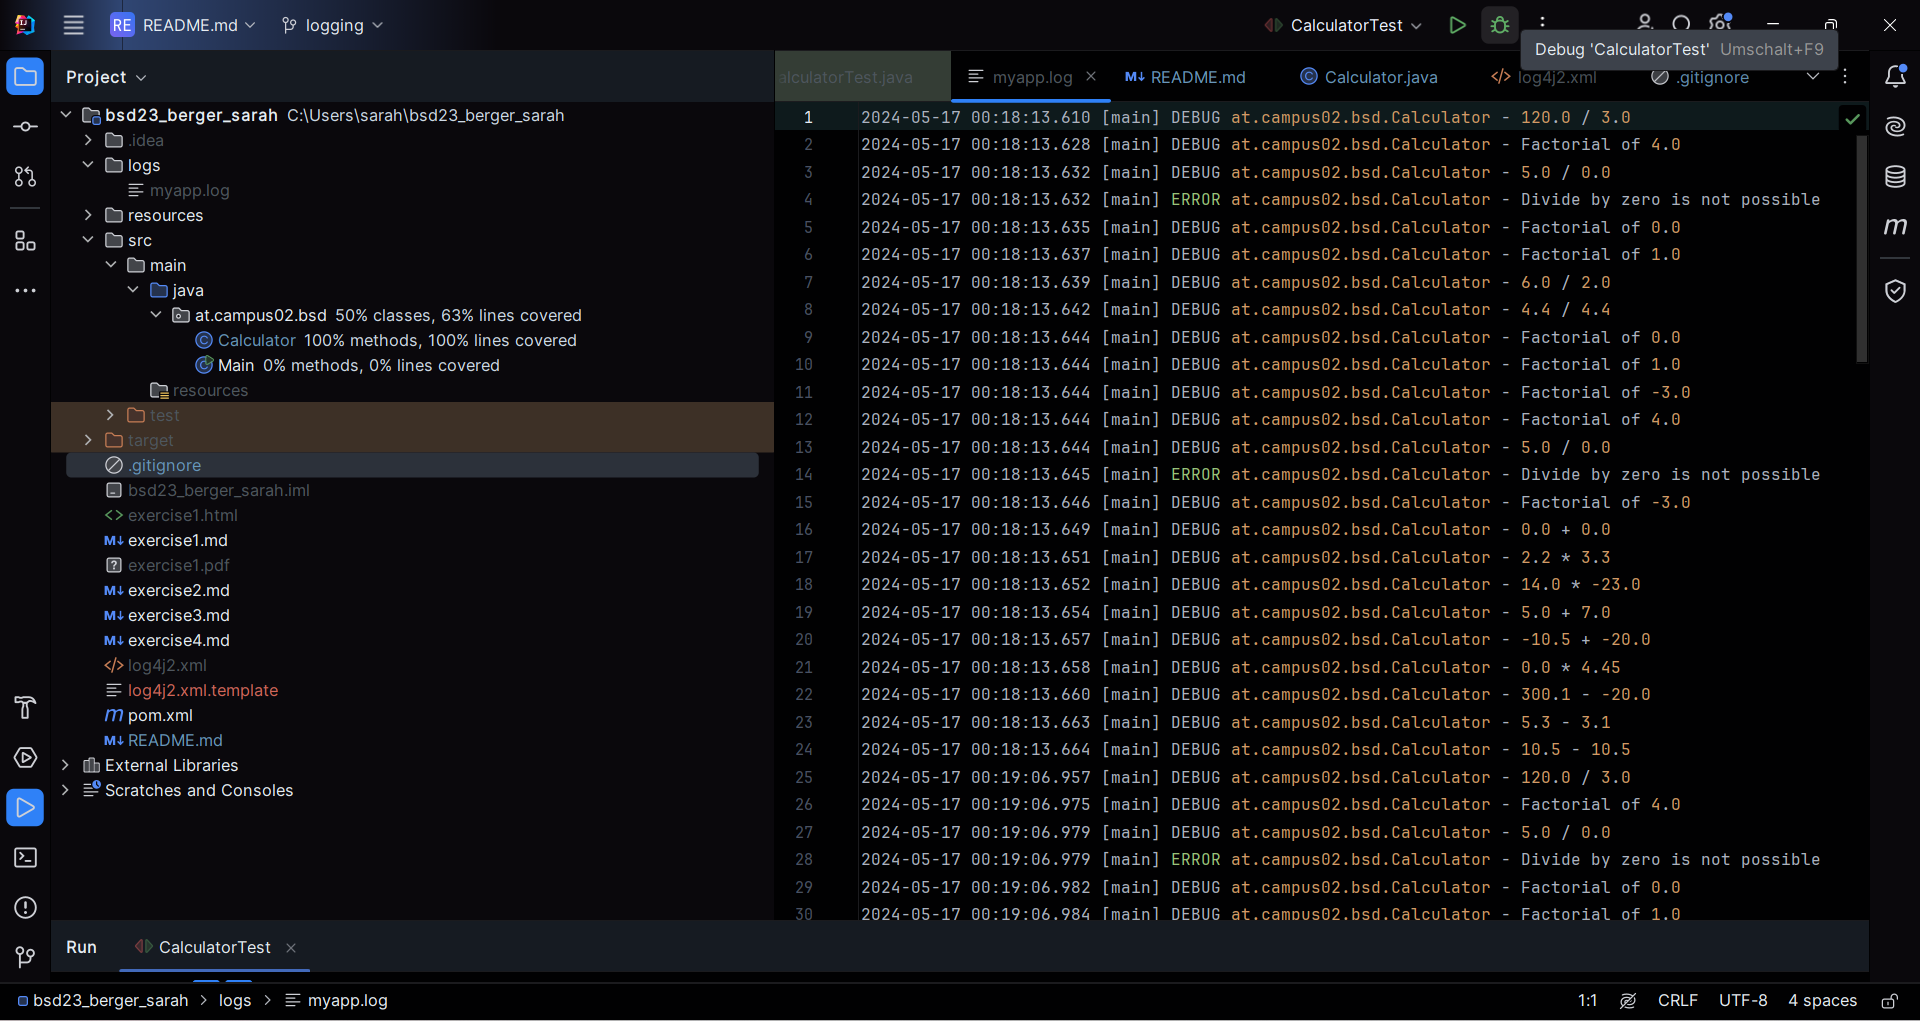 RE README.md logging CalculatorTest
Debug 'CalculatorTest' Umschalt+F9
Project
alculatorTest.java myapp.log M↓ README.md Calculator.java log4j2.xml .gitignore
bsd23_berger_sarah C:\Users\sarah\bsd23_berger_sarah
.idea
logs
myapp.log
resources
src
main
java
at.campus02.bsd 50% classes, 63% lines covered
Calculator 100% methods, 100% lines covered
Main 0% methods, 0% lines covered
resources
test
target
.gitignore
bsd23_berger_sarah.iml
exercise1.html
M↓ exercise1.md
exercise1.pdf
M↓ exercise2.md
M↓ exercise3.md
M↓ exercise4.md
log4j2.xml
log4j2.xml.template
m pom.xml
M↓ README.md
External Libraries
Scratches and Consoles
1 2024-05-17 00:18:13.610 [main] DEBUG at.campus02.bsd.Calculator - 120.0 / 3.0
2 2024-05-17 00:18:13.628 [main] DEBUG at.campus02.bsd.Calculator - Factorial of 4.0
3 2024-05-17 00:18:13.632 [main] DEBUG at.campus02.bsd.Calculator - 5.0 / 0.0
4 2024-05-17 00:18:13.632 [main] ERROR at.campus02.bsd.Calculator - Divide by zero is not possible
5 2024-05-17 00:18:13.635 [main] DEBUG at.campus02.bsd.Calculator - Factorial of 0.0
6 2024-05-17 00:18:13.637 [main] DEBUG at.campus02.bsd.Calculator - Factorial of 1.0
7 2024-05-17 00:18:13.639 [main] DEBUG at.campus02.bsd.Calculator - 6.0 / 2.0
8 2024-05-17 00:18:13.642 [main] DEBUG at.campus02.bsd.Calculator - 4.4 / 4.4
9 2024-05-17 00:18:13.644 [main] DEBUG at.campus02.bsd.Calculator - Factorial of 0.0
10 2024-05-17 00:18:13.644 [main] DEBUG at.campus02.bsd.Calculator - Factorial of 1.0
11 2024-05-17 00:18:13.644 [main] DEBUG at.campus02.bsd.Calculator - Factorial of -3.0
12 2024-05-17 00:18:13.644 [main] DEBUG at.campus02.bsd.Calculator - Factorial of 4.0
13 2024-05-17 00:18:13.644 [main] DEBUG at.campus02.bsd.Calculator - 5.0 / 0.0
14 2024-05-17 00:18:13.645 [main] ERROR at.campus02.bsd.Calculator - Divide by zero is not possible
15 2024-05-17 00:18:13.646 [main] DEBUG at.campus02.bsd.Calculator - Factorial of -3.0
16 2024-05-17 00:18:13.649 [main] DEBUG at.campus02.bsd.Calculator - 0.0 + 0.0
17 2024-05-17 00:18:13.651 [main] DEBUG at.campus02.bsd.Calculator - 2.2 * 3.3
18 2024-05-17 00:18:13.652 [main] DEBUG at.campus02.bsd.Calculator - 14.0 * -23.0
19 2024-05-17 00:18:13.654 [main] DEBUG at.campus02.bsd.Calculator - 5.0 + 7.0
20 2024-05-17 00:18:13.657 [main] DEBUG at.campus02.bsd.Calculator - -10.5 + -20.0
21 2024-05-17 00:18:13.658 [main] DEBUG at.campus02.bsd.Calculator - 0.0 * 4.45
22 2024-05-17 00:18:13.660 [main] DEBUG at.campus02.bsd.Calculator - 300.1 - -20.0
23 2024-05-17 00:18:13.663 [main] DEBUG at.campus02.bsd.Calculator - 5.3 - 3.1
24 2024-05-17 00:18:13.664 [main] DEBUG at.campus02.bsd.Calculator - 10.5 - 10.5
25 2024-05-17 00:19:06.957 [main] DEBUG at.campus02.bsd.Calculator - 120.0 / 3.0
26 2024-05-17 00:19:06.975 [main] DEBUG at.campus02.bsd.Calculator - Factorial of 4.0
27 2024-05-17 00:19:06.979 [main] DEBUG at.campus02.bsd.Calculator - 5.0 / 0.0
28 2024-05-17 00:19:06.979 [main] ERROR at.campus02.bsd.Calculator - Divide by zero is not possible
29 2024-05-17 00:19:06.982 [main] DEBUG at.campus02.bsd.Calculator - Factorial of 0.0
30 2024-05-17 00:19:06.984 [main] DEBUG at.campus02.bsd.Calculator - Factorial of 1.0
Run CalculatorTest
bsd23_berger_sarah > logs > myapp.log 1:1 CRLF UTF-8 4 spaces